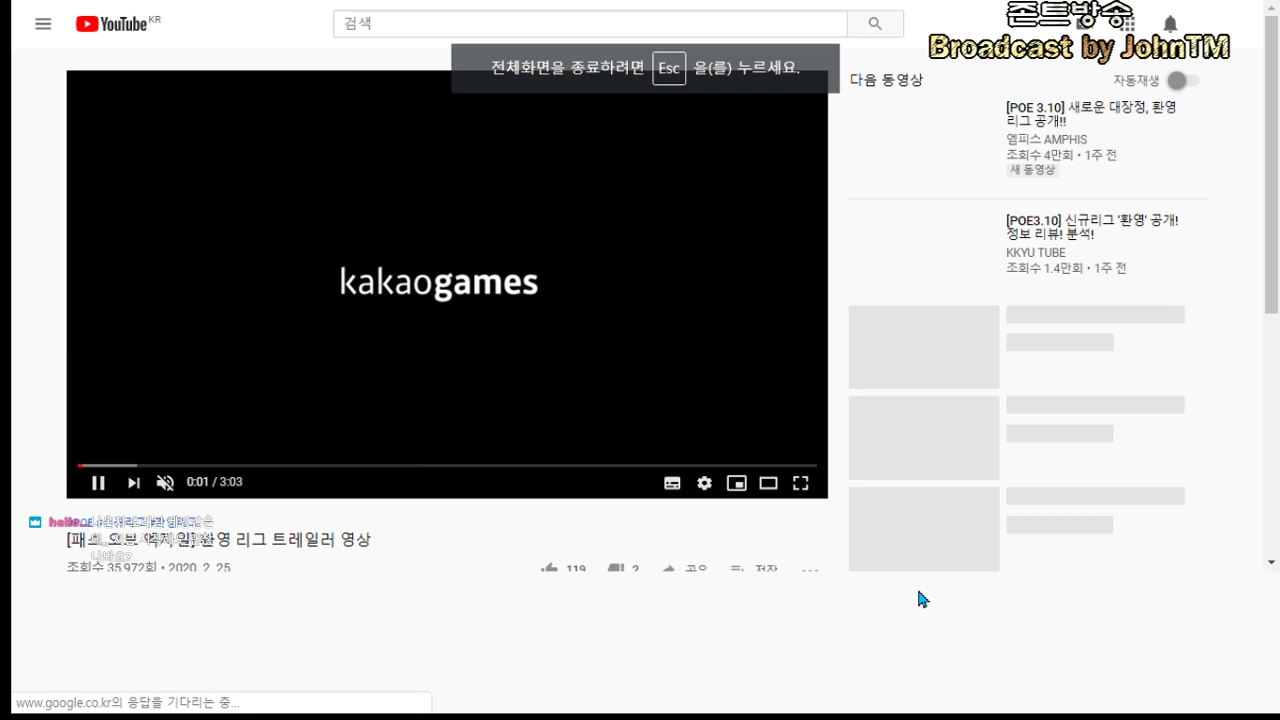 YouTube KR
검색
존트방송
Broadcast by JohnTM
전체화면을 종료하려면 Esc 을(를) 누르세요.
다음 동영상
자동재생
[POE 3.10] 새로운 대장정, 환영
리그 공개!!
엠피스 AMPHIS
조회수 4만회 • 1주 전
새 동영상
[POE3.10] 신규리그 '환영' 공개!
정보 리뷰! 분석!
KKYU TUBE
조회수 1.4만회 • 1주 전
kakaogames
0:01 / 3:03
환영 리그 트레일러 영상
조회수 35,972회 • 2020. 2. 25.
119
2
공유
저장
www.google.co.kr의 응답을 기다리는 중...